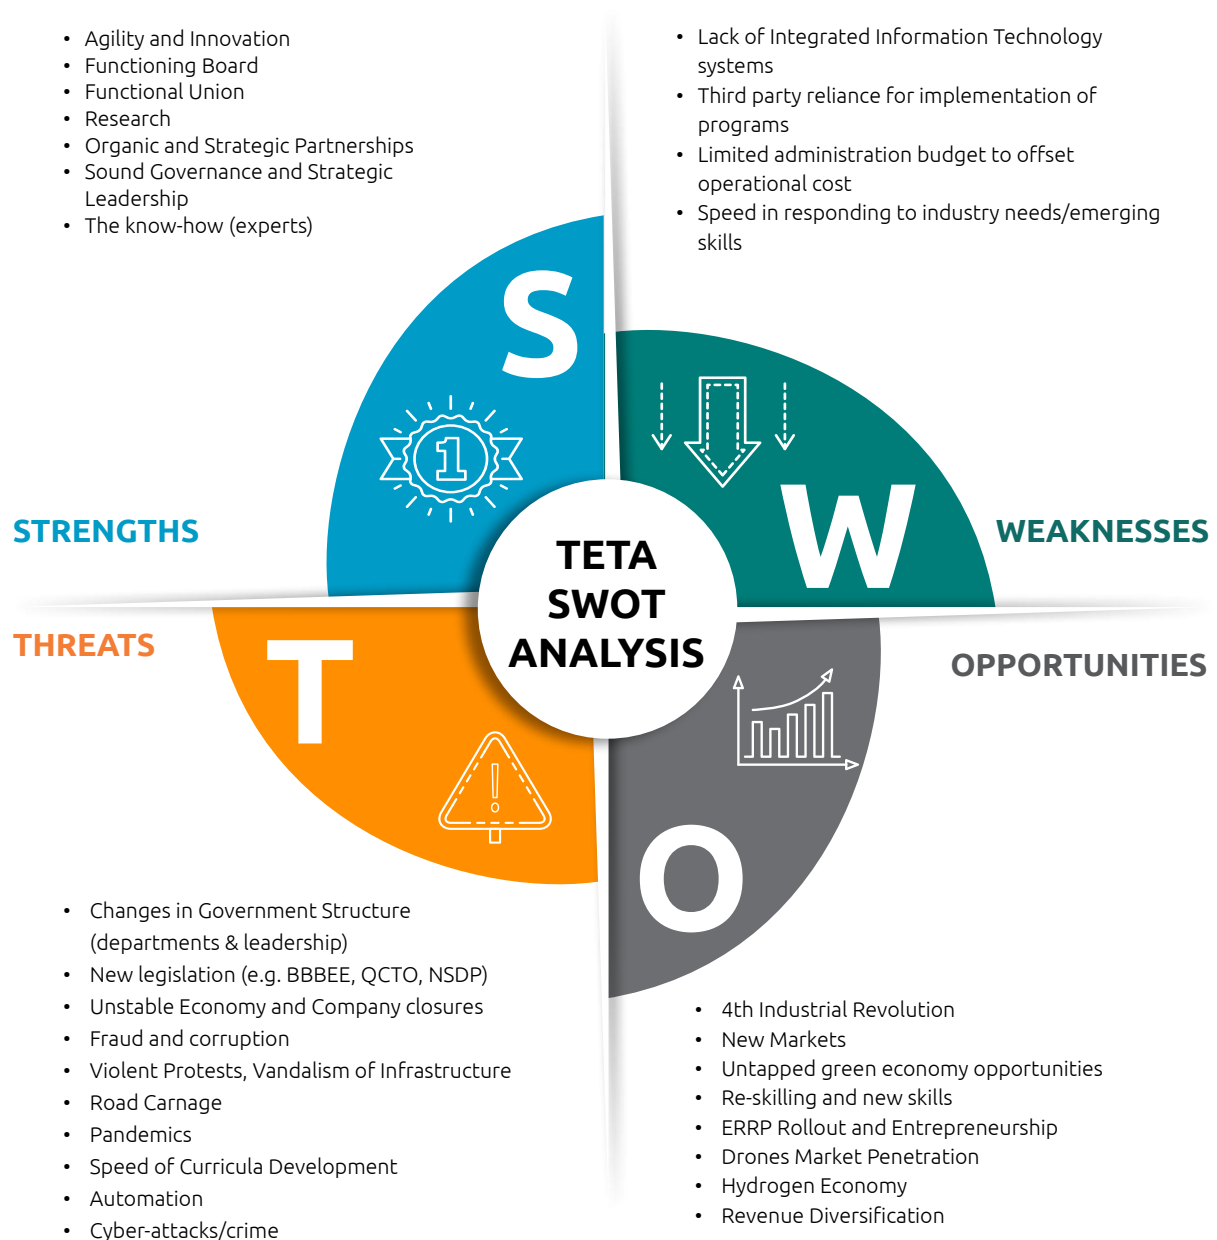 • Agility and Innovation
• Functioning Board
• Functional Union
• Research
• Organic and Strategic Partnerships
• Sound Governance and Strategic
Leadership
• The know-how (experts)
• Lack of Integrated Information Technology
systems
• Third party reliance for implementation of
programs
• Limited administration budget to offset
operational cost
• Speed in responding to industry needs/emerging
skills
S
1
W
STRENGTHS
WEAKNESSES
TETA
SWOT
ANALYSIS
THREATS
OPPORTUNITIES
T
!
O
• Changes in Government Structure
(departments & leadership)
• New legislation (e.g. BBBEE, QCTO, NSDP)
• Unstable Economy and Company closures
• Fraud and corruption
• Violent Protests, Vandalism of Infrastructure
• Road Carnage
• Pandemics
• Speed of Curricula Development
• Automation
• Cyber-attacks/crime
• 4th Industrial Revolution
• New Markets
• Untapped green economy opportunities
• Re-skilling and new skills
• ERRP Rollout and Entrepreneurship
• Drones Market Penetration
• Hydrogen Economy
• Revenue Diversification